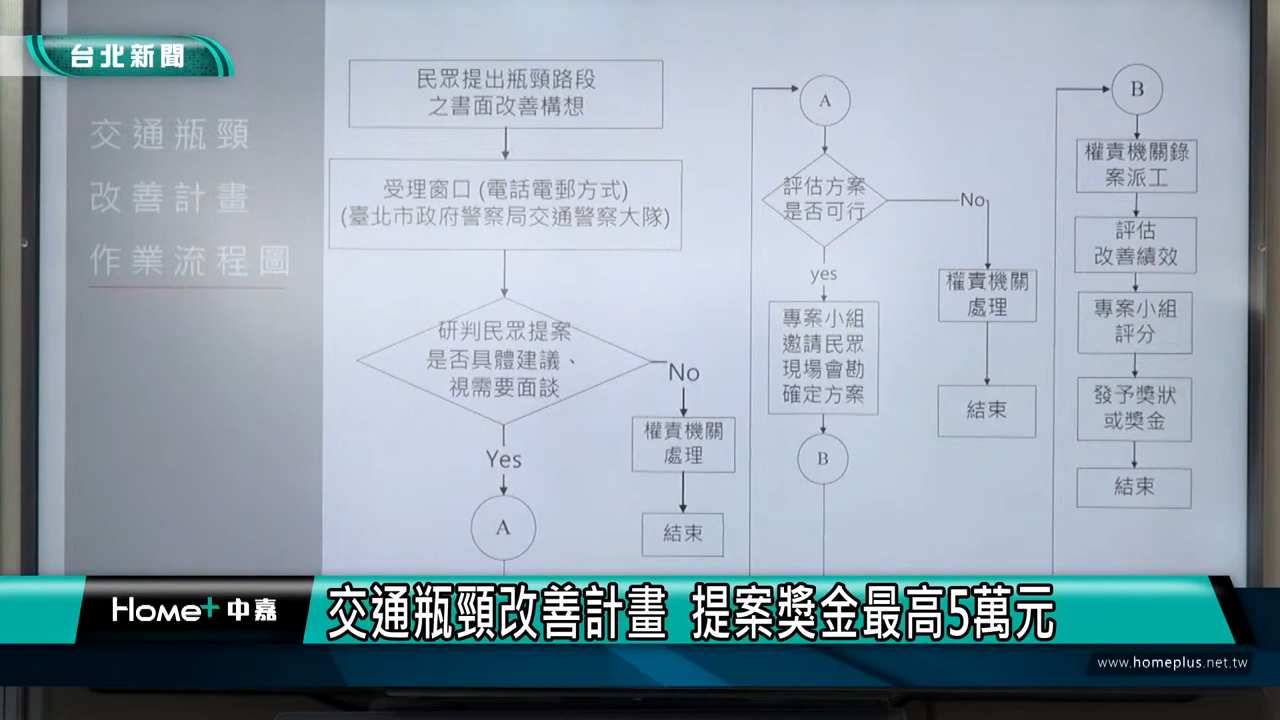 台北新聞
交通瓶頸
改善計畫
作業流程圖
民眾提出瓶頸路段
之書面改善構想
受理窗口 (電話電郵方式)
(臺北市政府警察局交通警察大隊)
研判民眾提案
是否具體建議、
視需要面談
No
權責機關
處理
結束
Yes
A
A
評估方案
是否可行
No
權責機關
處理
結束
yes
專案小組
邀請民眾
現場會勘
確定方案
B
B
權責機關錄
案派工
評估
改善績效
專案小組
評分
發予獎狀
或獎金
結束
Home+中嘉
交通瓶頸改善計畫 提案獎金最高5萬元
www.homeplus.net.tw